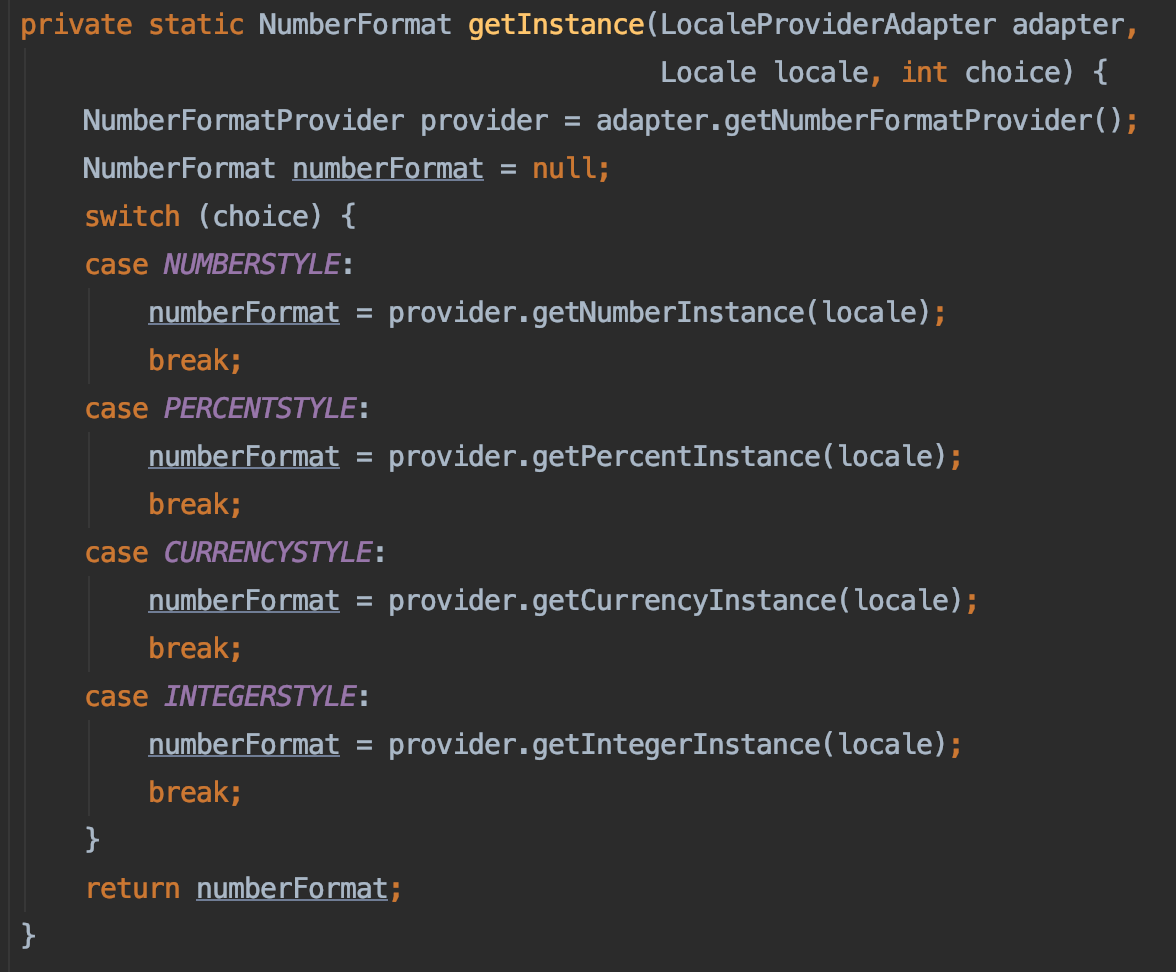 private static NumberFormat getInstance(LocaleProviderAdapter adapter,
                                        Locale locale, int choice) {
    NumberFormatProvider provider = adapter.getNumberFormatProvider();
    NumberFormat numberFormat = null;
    switch (choice) {
    case NUMBERSTYLE:
        numberFormat = provider.getNumberInstance(locale);
        break;
    case PERCENTSTYLE:
        numberFormat = provider.getPercentInstance(locale);
        break;
    case CURRENCYSTYLE:
        numberFormat = provider.getCurrencyInstance(locale);
        break;
    case INTEGERSTYLE:
        numberFormat = provider.getIntegerInstance(locale);
        break;
    }
    return numberFormat;
}